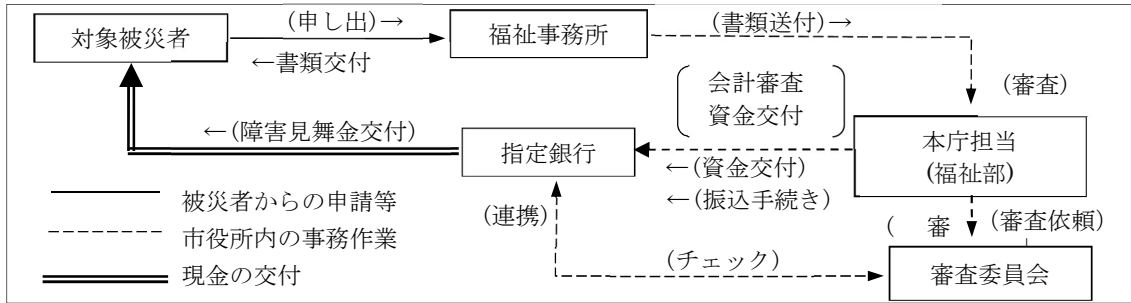 (申し出)→
(書類送付)→
対象被災者
福祉事務所
←書類交付
会計審査
(審査)
資金交付
←(障害見舞金交付)
指定銀行
本庁担当
(福祉部)
←(資金交付)
←(振込手続き)
被災者からの申請等
(連携)
( 審
(審査依頼)
市役所内の事務作業
(チェック)
現金の交付
審査委員会